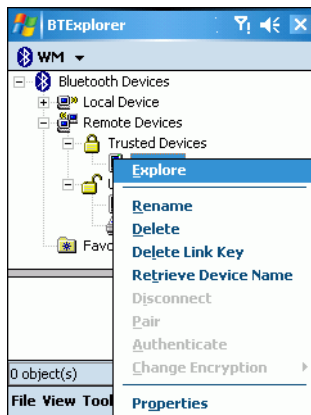 BTExplorer
WM
Bluetooth Devices
Local Device
Remote Devices
Trusted Devices
Explore
Rename
Delete
Delete Link Key
Retrieve Device Name
Disconnect
Pair
Authenticate
Change Encryption
Properties
0 object(s)
File View